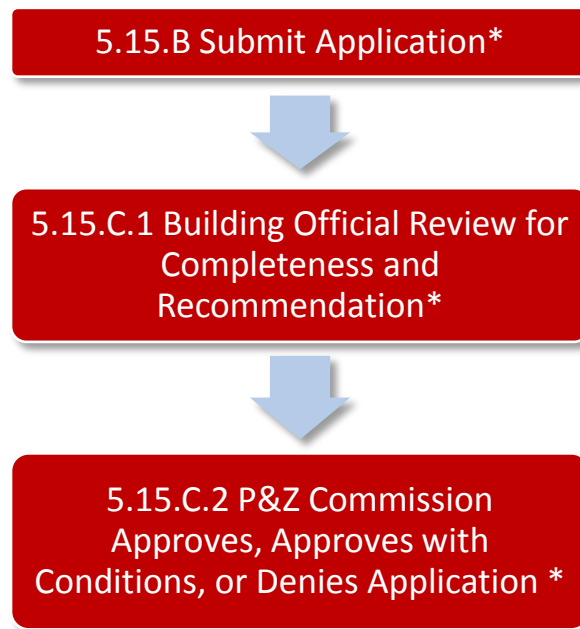 5.15.B Submit Application*
5.15.C.1 Building Official Review for
Completeness and
Recommendation*
5.15.C.2 P&Z Commission
Approves, Approves with
Conditions, or Denies Application *